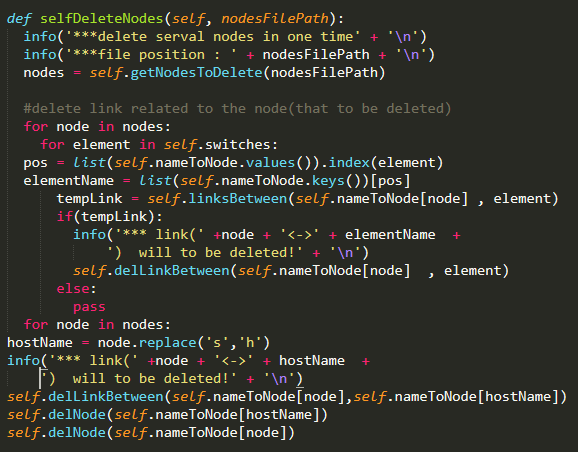 def selfDeleteNodes(self, nodesFilePath):
  info('***delete serval nodes in one time' + '\n')
  info('***file position : ' + nodesFilePath + '\n')
  nodes = self.getNodesToDelete(nodesFilePath)

  #delete link related to the node(that to be deleted)
  for node in nodes:
    for element in self.switches:
  pos = list(self.nameToNode.values()).index(element)
  elementName = list(self.nameToNode.keys())[pos]
      tempLink = self.linksBetween(self.nameToNode[node] , element)
      if(tempLink):
        info('*** link(' +node + '<->' + elementName  +
            ')  will to be deleted!' + '\n')
        self.delLinkBetween(self.nameToNode[node]  , element)
      else:
        pass
  for node in nodes:
hostName = node.replace('s','h')
info('*** link(' +node + '<->' + hostName  +
    ')  will to be deleted!' + '\n')
self.delLinkBetween(self.nameToNode[node],self.nameToNode[hostName])
self.delNode(self.nameToNode[hostName])
self.delNode(self.nameToNode[node])